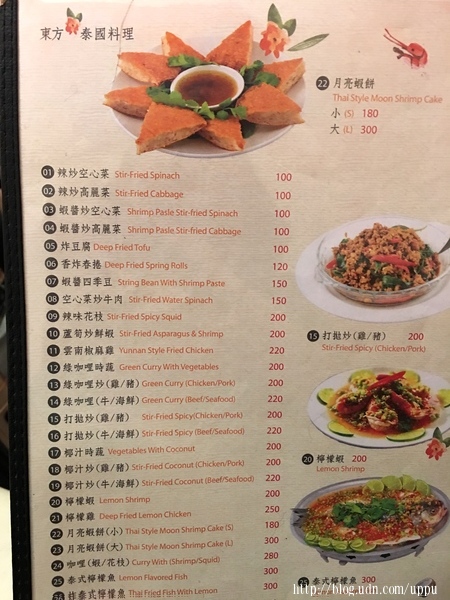 東方 泰國料理
22 月亮蝦餅
Thai Style Moon Shrimp Cake
小 (S) 180
大 (L) 300
01 辣炒空心菜 Stir-Fried Spinach 100
02 辣炒高麗菜 Stir-Fried Cabbage 100
03 蝦醬炒空心菜 Shrimp Pasle Stir-fried Spinach 100
04 蝦醬炒高麗菜 Shrimp Pasle Stir-fried Cabbage 100
05 炸豆腐 Deep Fried Tofu 100
06 香炸春捲 Deep Fried Spring Rolls 120
07 蝦醬四季豆 String Bean With Shrimp Paste 150
08 空心菜炒牛肉 Stir-Fried Water Spinach 150
09 辣味花枝 Stir-Fried Spicy Squid 200
10 蘆筍炒鮮蝦 Stir-Fried Asparagus & Shrimp 200
11 雲南椒麻雞 Yunnan Style Fried Chicken 220
12 綠咖哩時蔬 Green Curry With Vegetables 200
13 綠咖哩炒(雞/豬) Green Curry (Chicken/Pork) 200
14 綠咖哩(牛/海鮮) Green Curry (Beef/Seafood) 220
15 打拋炒(雞/豬) Stir-Fried Spicy(Chicken/Pork) 200
16 打拋炒(牛/海鮮) Stir-Fried Spicy (Beef/Seafood) 220
17 椰汁時蔬 Vegetables With Coconut 200
18 椰汁炒(雞/豬) Stir-Fried Coconut (Chicken/Pork) 200
19 椰汁炒(牛/海鮮) Stir-Fried Coconut (Beef/Seafood) 220
20 檸檬蝦 Lemon Shrimp 200
21 檸檬雞 Deep Fried Lemon Chicken 250
22 月亮蝦餅(小) Thai Style Moon Shrimp Cake (S) 180
23 月亮蝦餅(大) Thai Style Moon Shrimp Cake (L) 300
24 咖哩(蝦/花枝) Curry With (Shrimp/Squid) 280
25 泰式檸檬魚 Lemon Flavored Fish 300
炸泰式檸檬魚 Thai Fried Fish With Lemon 300
15 打拋炒(雞/豬) 200
Stir-Fried Spicy (Chicken/Pork)
20 檸檬蝦 200
Lemon Shrimp
25 泰式檸檬魚 300
http://blog.udn.com/uppu